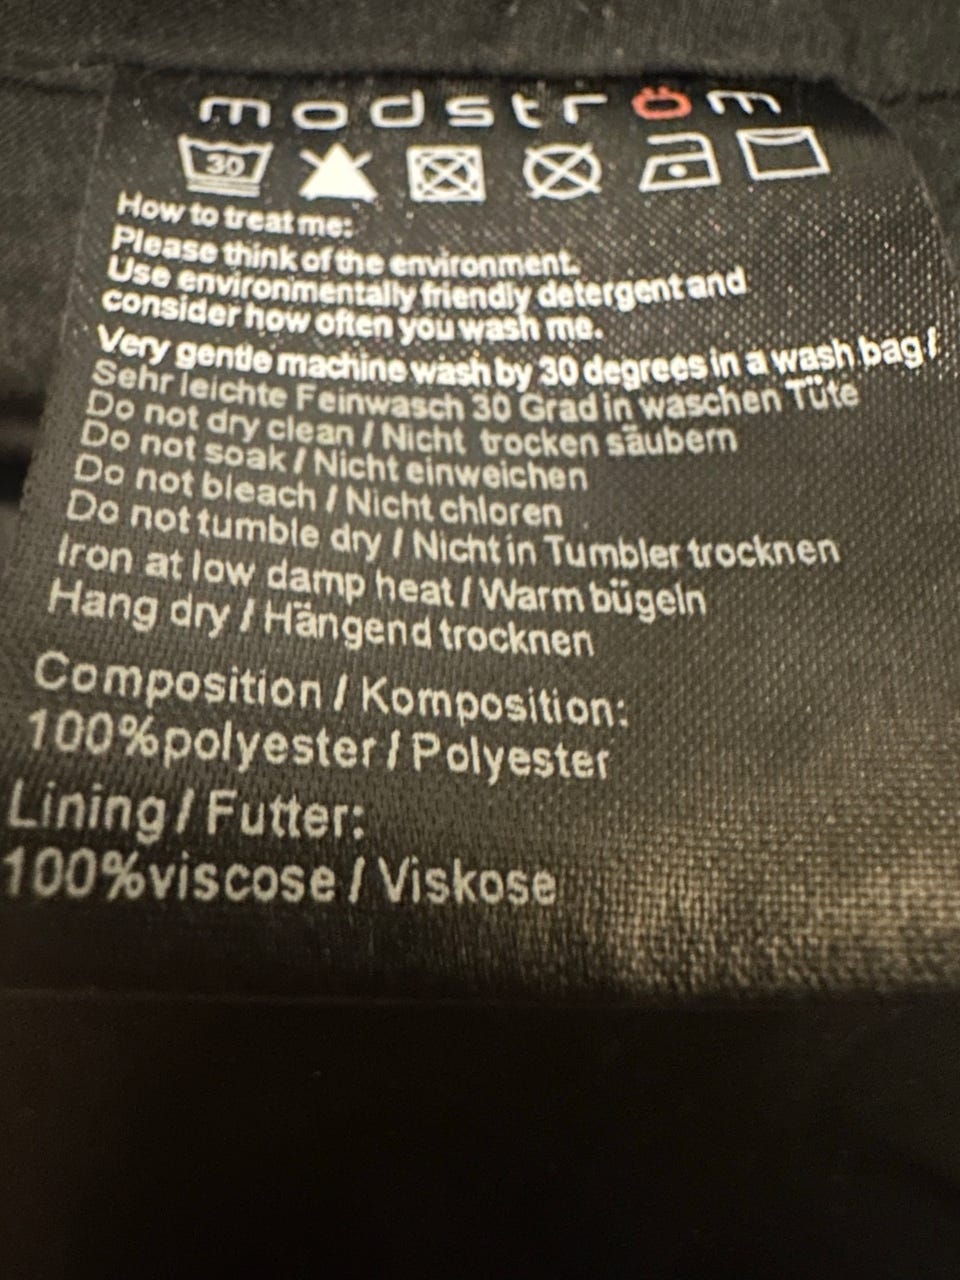 modström
30
How to treat me:
Please think of the environment.
Use environmentally friendly detergent and
consider how often you wash me.
Very gentle machine wash by 30 degrees in a wash bag /
Sehr leichte Feinwasch 30 Grad in waschen Tüte
Do not dry clean / Nicht trocken säubern
Do not soak / Nicht einweichen
Do not bleach / Nicht chloren
Do not tumble dry / Nicht in Tumbler trocknen
Iron at low damp heat / Warm bügeln
Hang dry / Hängend trocknen
Composition / Komposition:
100%polyester / Polyester
Lining / Futter:
100%viscose / Viskose